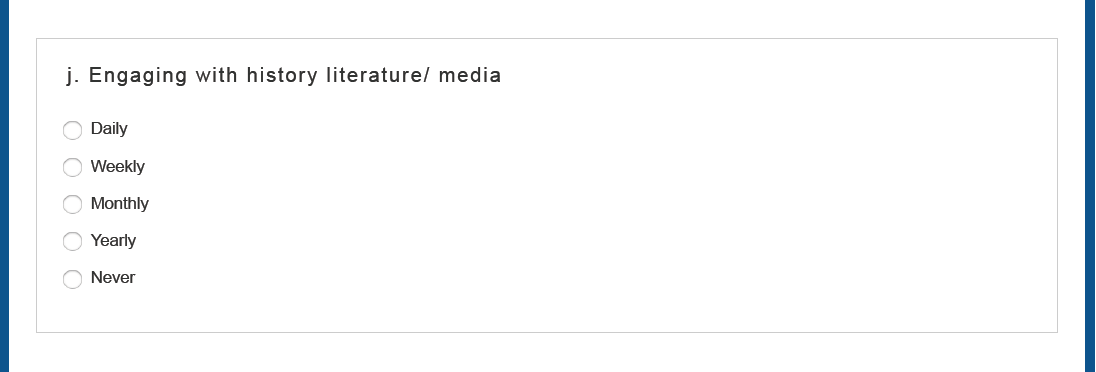 j. Engaging with history literature/ media
Daily
Weekly
Monthly
Yearly
Never